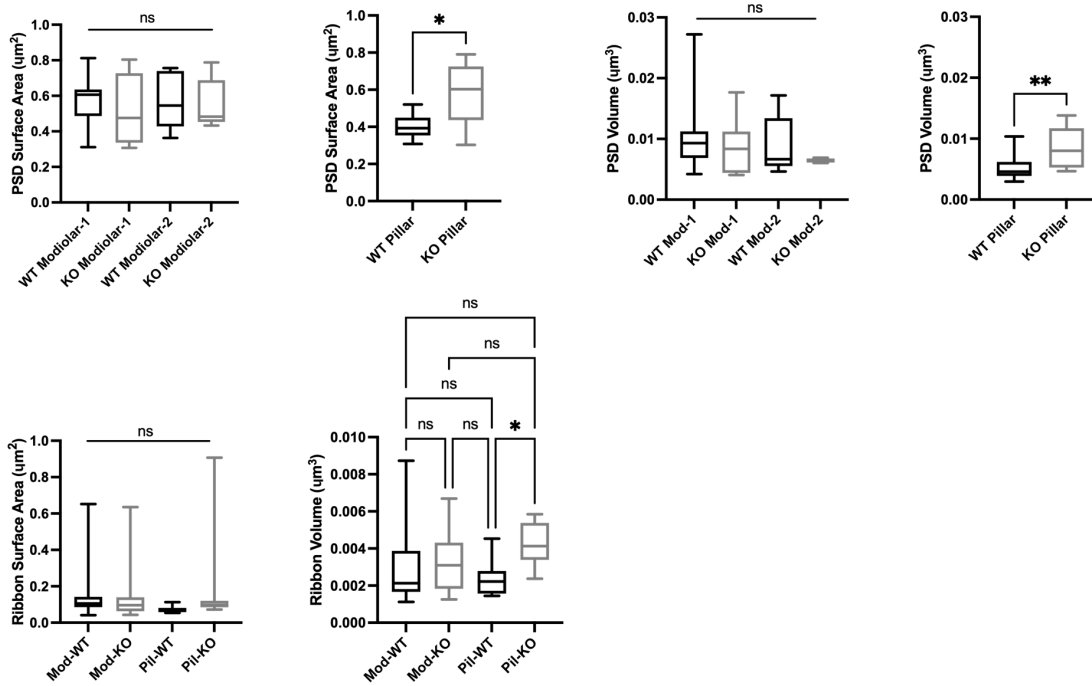 ns
PSD Surface Area (ųm²)
1.0
0.8
0.6
0.4
0.2
0.0
WT Modiolar-1
KO Modiolar-1
WT Modiolar-2
KO Modiolar-2
*
PSD Surface Area (ųm²)
1.0
0.8
0.6
0.4
0.2
0.0
WT Pillar
KO Pillar
ns
PSD Volume (ųm³)
0.03
0.02
0.01
0.00
WT Mod-1
KO Mod-1
WT Mod-2
KO Mod-2
**
PSD Volume (ųm³)
0.03
0.02
0.01
0.00
WT Pillar
KO Pillar
ns
Ribbon Surface Area (ųm²)
1.0
0.8
0.6
0.4
0.2
0.0
Mod-WT
Mod-KO
Pil-WT
Pil-KO
ns
ns
ns
ns
ns
*
Ribbon Volume (ųm³)
0.010
0.008
0.006
0.004
0.002
0.000
Mod-WT
Mod-KO
Pil-WT
Pil-KO